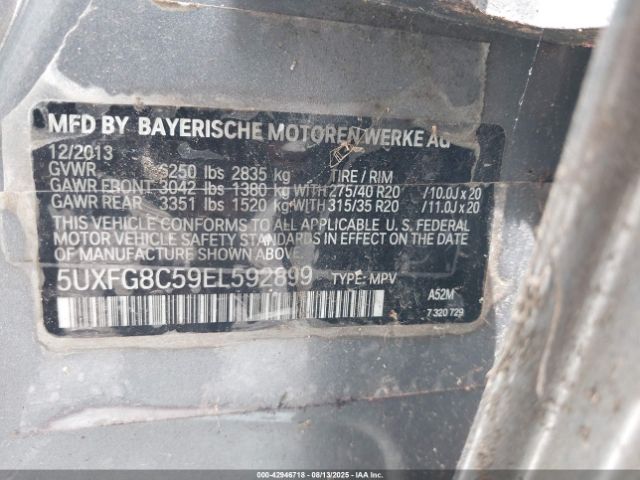 MFD BY BAYERISCHE MOTOREN WERKE AG
12/2013
GVWR 6250 lbs 2835 kg TIRE / RIM
GAWR FRONT 3042 lbs 1380 kg WITH 275/40 R20 /10.0J x 20
GAWR REAR 3351 lbs 1520 kg WITH 315/35 R20 /11.0J x 20
THIS VEHICLE CONFORMS TO ALL APPLICABLE U. S. FEDERAL
MOTOR VEHICLE SAFETY STANDARDS IN EFFECT ON THE DATE
OF MANUFACTURE SHOWN ABOVE.
5UXFG8C59EL592899 TYPE: MPV
A52M
7 320 729
00-42946718 - 08/13/2025 - IAAI.COM